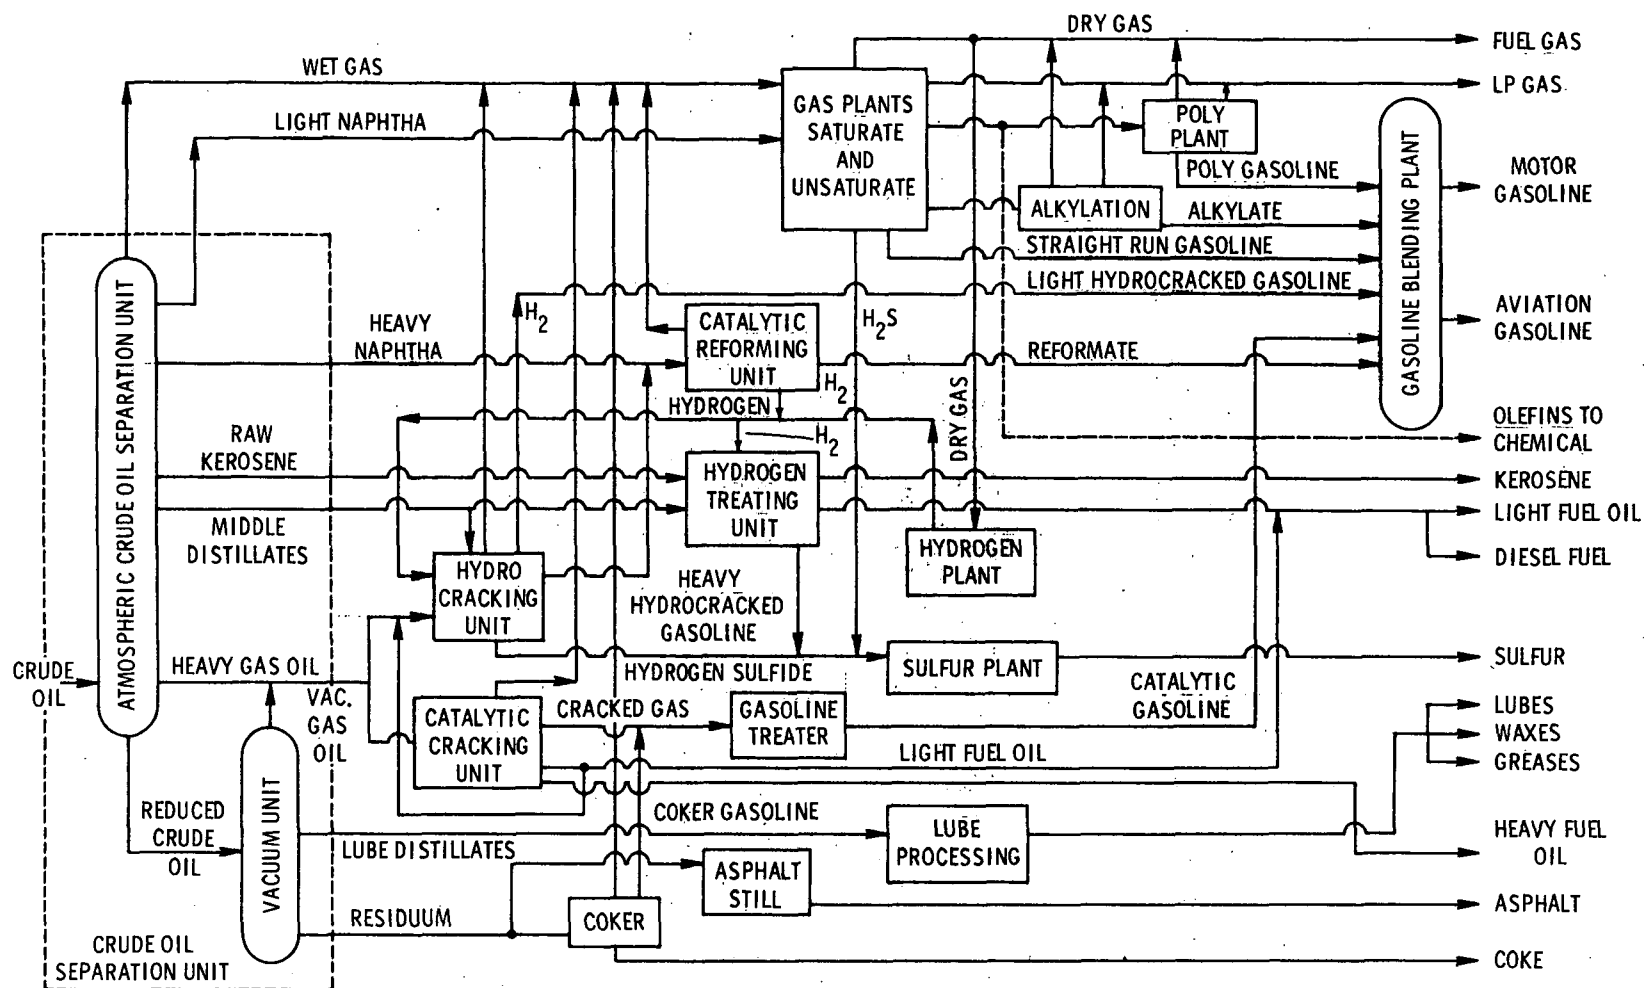 DRY GAS
FUEL GAS
WET GAS
LP GAS
GAS PLANTS
SATURATE
AND
UNSATURATE
POLY
PLANT
LIGHT NAPHTHA
POLY GASOLINE
MOTOR
GASOLINE
ALKYLATION
ALKYLATE
STRAIGHT RUN GASOLINE
LIGHT HYDROCRACKED GASOLINE
GASOLINE BLENDING PLANT
H2
H2S
AVIATION
GASOLINE
HEAVY
NAPHTHA
CATALYTIC
REFORMING
UNIT
REFORMATE
H2
HYDROGEN
DRY GAS
OLEFINS TO
CHEMICAL
RAW
KEROSENE
H2
HYDROGEN
TREATING
UNIT
KEROSENE
LIGHT FUEL OIL
MIDDLE
DISTILLATES
HYDROGEN
PLANT
DIESEL FUEL
ATMOSPHERIC CRUDE OIL SEPARATION UNIT
HYDRO
CRACKING
UNIT
HEAVY
HYDROCRACKED
GASOLINE
CRUDE
OIL
HEAVY GAS OIL
HYDROGEN SULFIDE
SULFUR PLANT
SULFUR
VAC.
GAS
OIL
CATALYTIC
CRACKING
UNIT
CRACKED GAS
GASOLINE
TREATER
CATALYTIC
GASOLINE
LUBES
WAXES
GREASES
LIGHT FUEL OIL
REDUCED
CRUDE
OIL
VACUUM UNIT
COKER GASOLINE
LUBE DISTILLATES
LUBE
PROCESSING
HEAVY FUEL
OIL
ASPHALT
STILL
ASPHALT
RESIDUUM
COKER
COKE
CRUDE OIL
SEPARATION UNIT